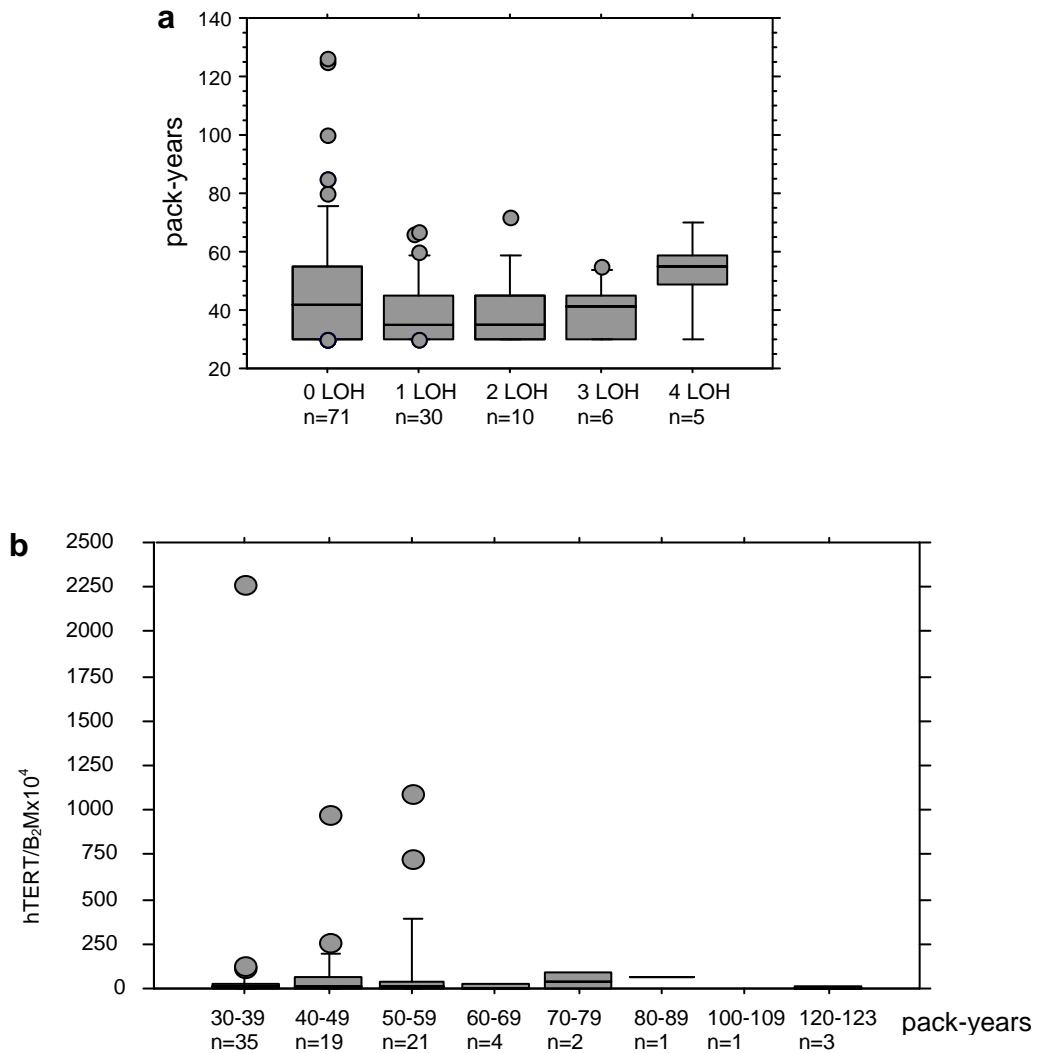 a
140
120
100
80
60
40
20
pack-years
0 LOH 1 LOH 2 LOH 3 LOH 4 LOH
n=71 n=30 n=10 n=6 n=5
b
2500
2250
2000
1750
1500
1250
1000
750
500
250
0
hTERT/B₂Mx10⁴
30-39 40-49 50-59 60-69 70-79 80-89 100-109 120-123 pack-years
n=35 n=19 n=21 n=4 n=2 n=1 n=1 n=3